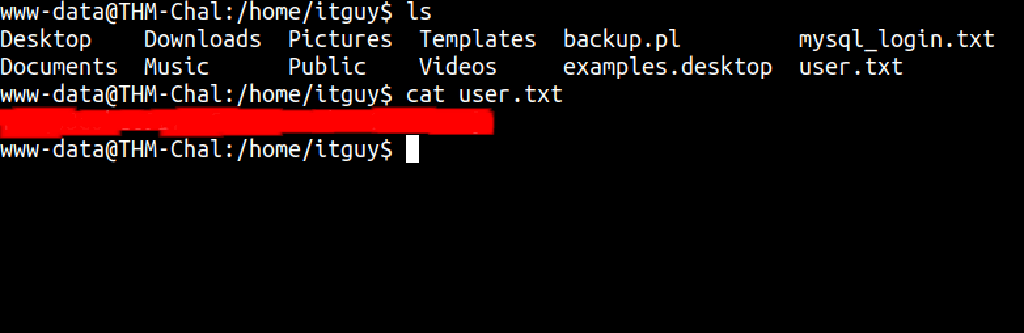 www-data@THM-Chal:/home/itguy$ ls
Desktop Downloads Pictures Templates backup.pl mysql_login.txt
Documents Music Public Videos examples.desktop user.txt
www-data@THM-Chal:/home/itguy$ cat user.txt
www-data@THM-Chal:/home/itguy$